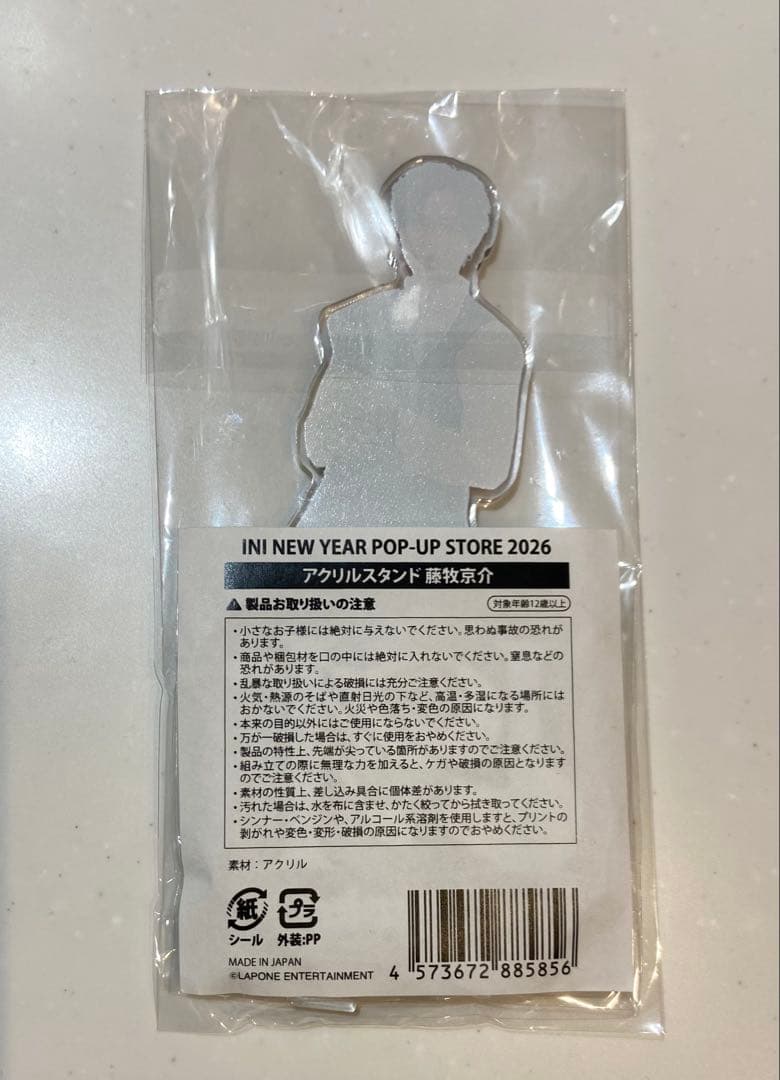 INI NEW YEAR POP-UP STORE 2026
アクリルスタンド 藤牧京介
製品お取り扱いの注意
対象年齢12歳以上
・小さなお子様には絶対に与えないでください。思わぬ事故の恐れが
あります。
・商品や梱包材を口の中には絶対に入れないでください。窒息などの
恐れがあります。
・乱暴な取り扱いによる破損には充分ご注意ください。
・火気・熱源のそばや直射日光の下など、高温・多湿になる場所には
おかないでください。火災や色落ち・変色の原因になります。
・本来の目的以外にはご使用にならないでください。
・万が一破損した場合は、すぐに使用をおやめください。
・製品の特性上、先端が尖っている箇所がありますのでご注意ください。
・組み立ての際に無理な力を加えると、ケガや破損の原因となります
のでご注意ください。
・素材の性質上、差し込み具合に個体差があります。
・汚れた場合は、水を布に含ませ、かたく絞ってから拭き取ってください。
・シンナー・ベンジンや、アルコール系溶剤を使用しますと、プリントの
剥がれや変色・変形・破損の原因になりますのでおやめください。
素材：アクリル
紙 プラ
シール 外装:PP
MADE IN JAPAN
©LAPONE ENTERTAINMENT
4 573672 885856